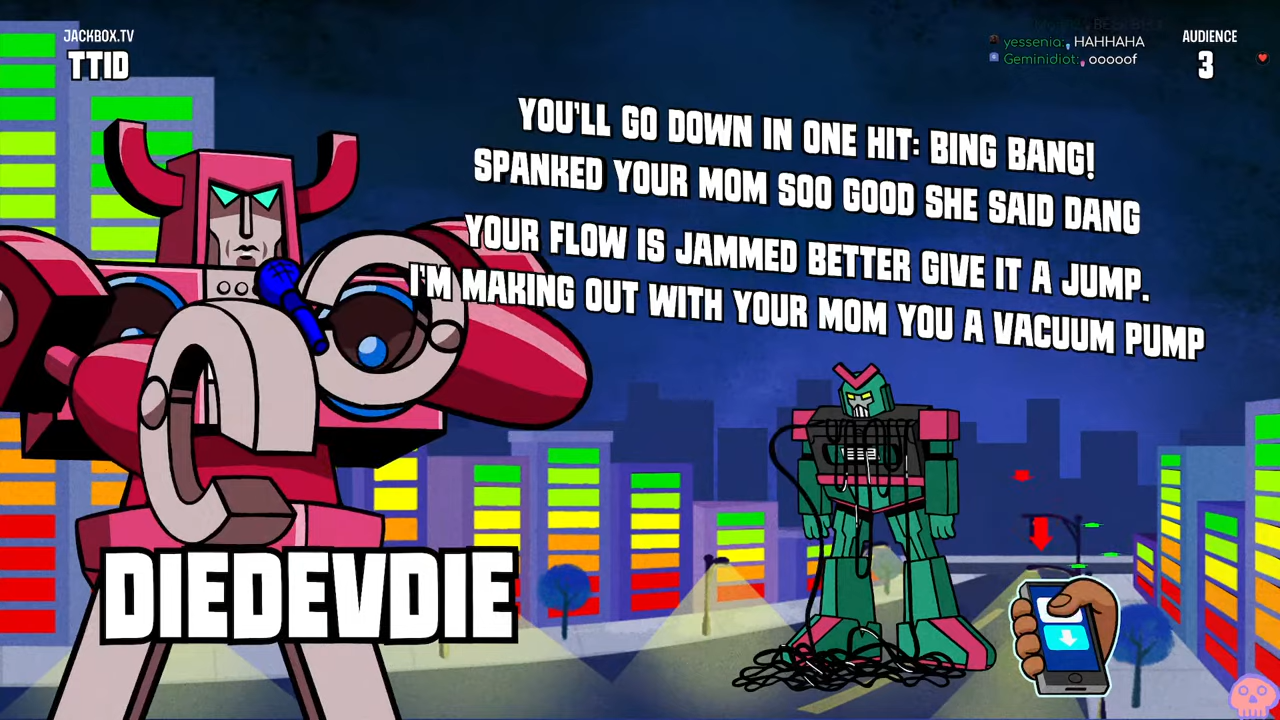 JACKBOX.TV
TTID
yessenia: HAHHAHA
Geminidiot: ooooof
AUDIENCE
3
YOU'LL GO DOWN IN ONE HIT: BING BANG!
SPANKED YOUR MOM SOO GOOD SHE SAID DANG
YOUR FLOW IS JAMMED BETTER GIVE IT A JUMP.
I'M MAKING OUT WITH YOUR MOM YOU A VACUUM PUMP
DIEDEVDIE